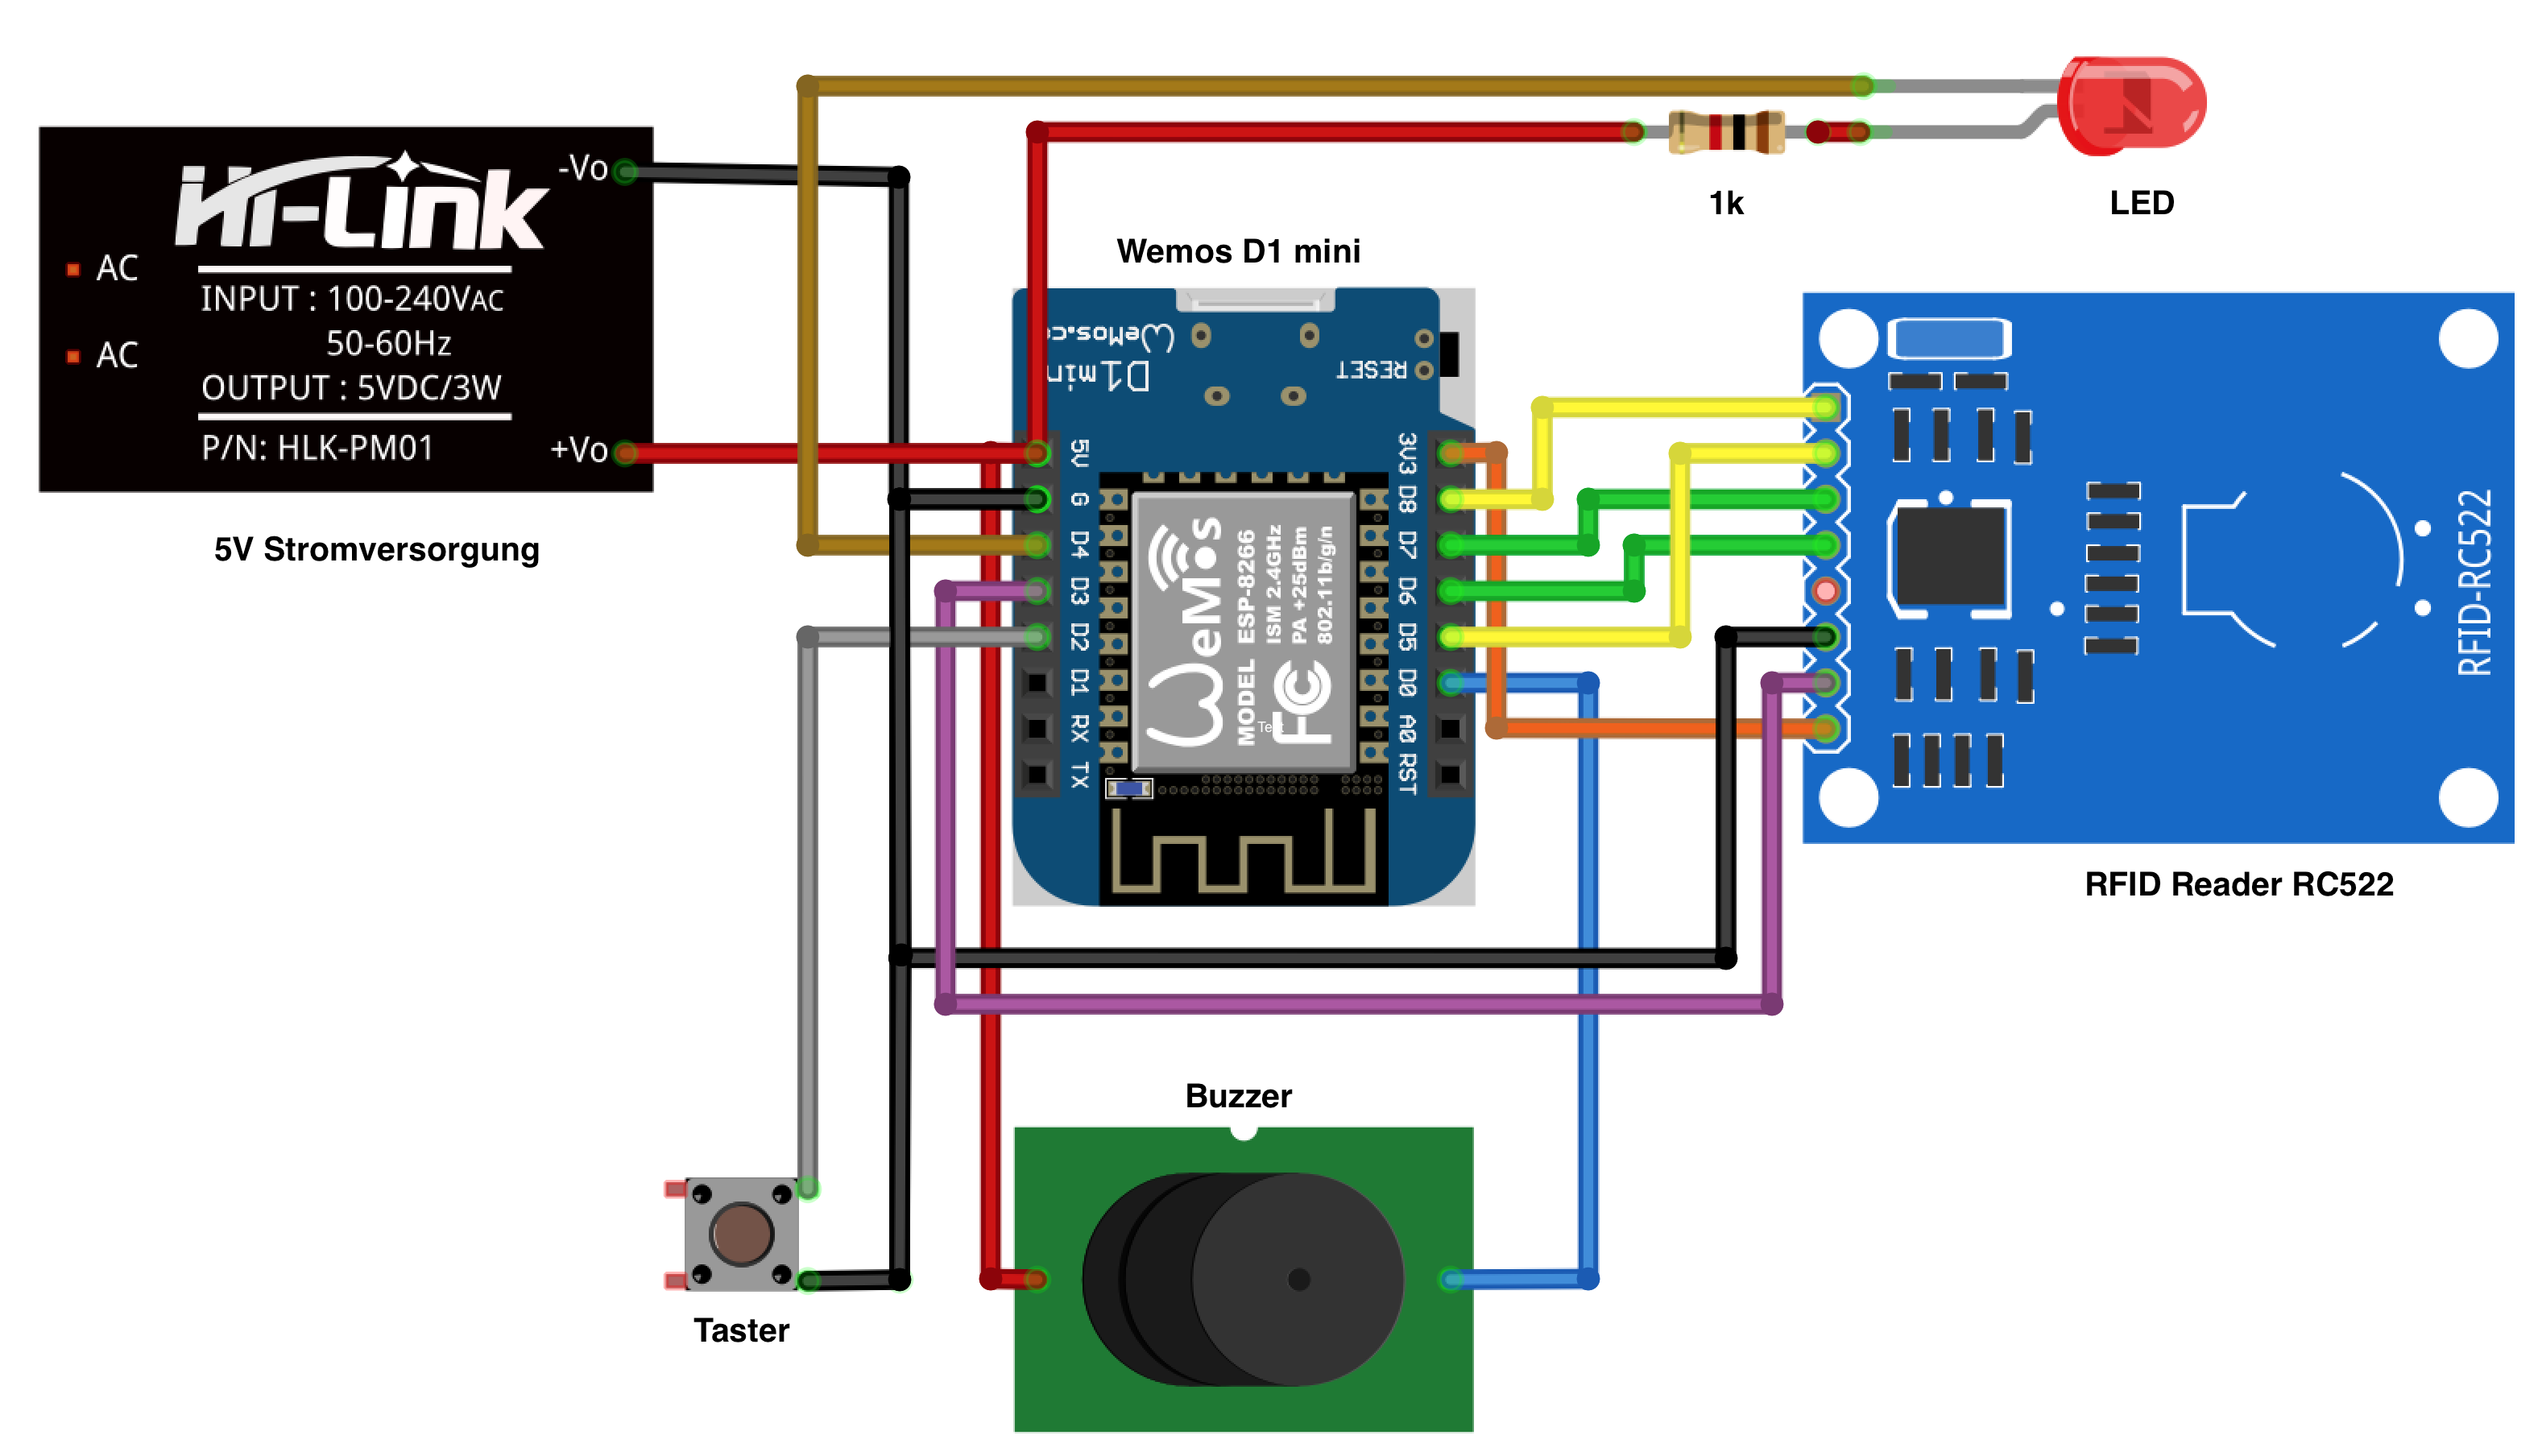 Hi-Link
-Vo
AC
INPUT : 100-240VAC
50-60Hz
AC
OUTPUT : 5VDC/3W
P/N: HLK-PM01
+Vo
5V Stromversorgung
1k
LED
Wemos D1 mini
WeMos.c
D1min
RESET
5V
G
D4
D3
D2
D1
RX
TX
3V3
D8
D7
D6
D5
D0
A0
RST
WeMos
MODEL ESP-8266
ISM 2.4GHz
PA +25dBm
802.11b/g/n
FC
RFID-RC522
RFID Reader RC522
Buzzer
Taster